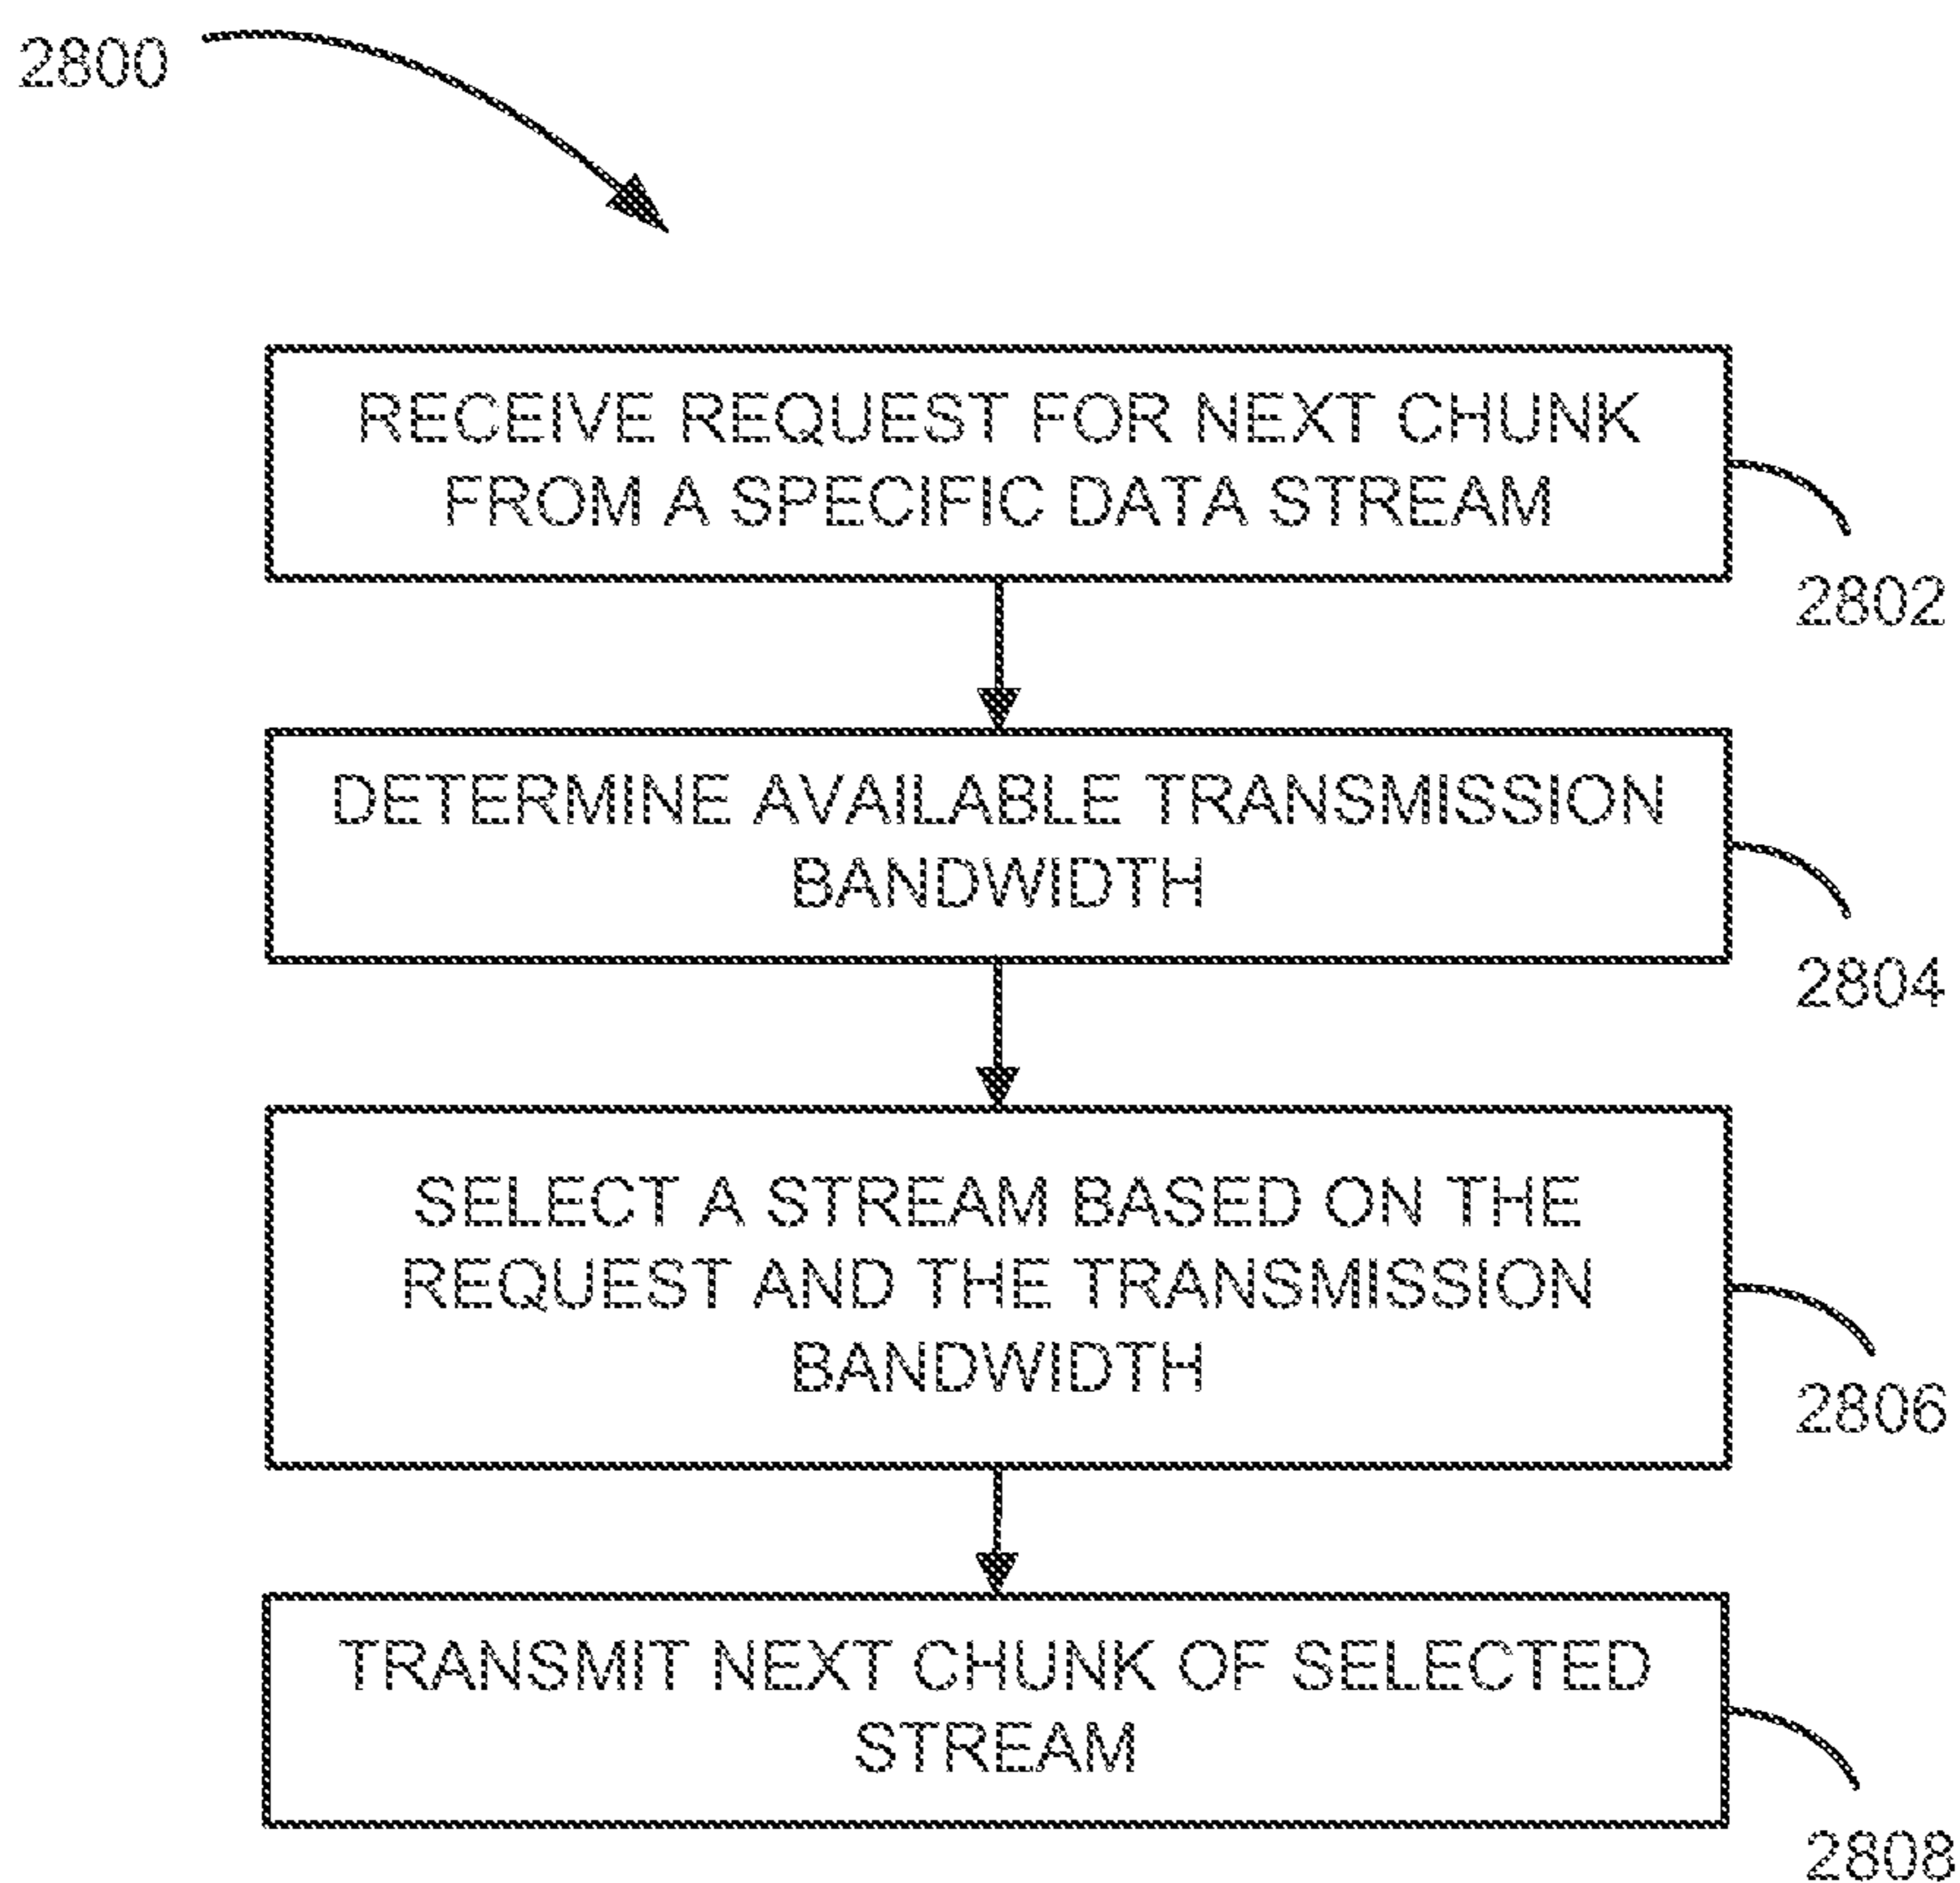 2800
RECEIVE REQUEST FOR NEXT CHUNK
FROM A SPECIFIC DATA STREAM
2802
DETERMINE AVAILABLE TRANSMISSION
BANDWIDTH
2804
SELECT A STREAM BASED ON THE
REQUEST AND THE TRANSMISSION
BANDWIDTH
2806
TRANSMIT NEXT CHUNK OF SELECTED
STREAM
2808